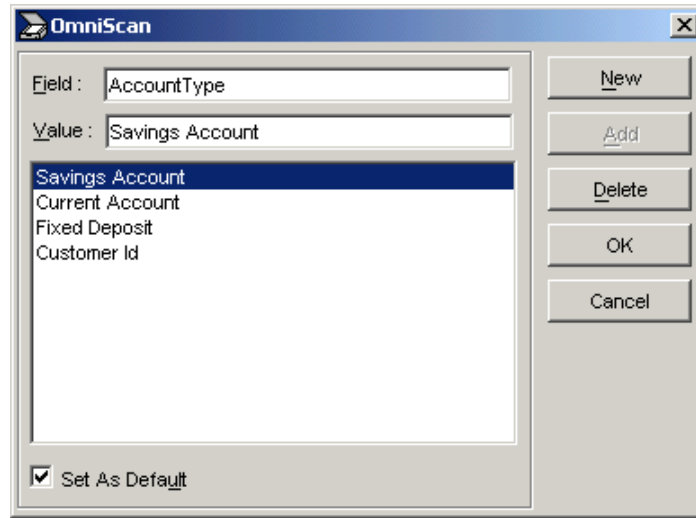 OmniScan
Field : AccountType
Value : Savings Account
Savings Account
Current Account
Fixed Deposit
Customer Id
Set As Default
New
Add
Delete
OK
Cancel